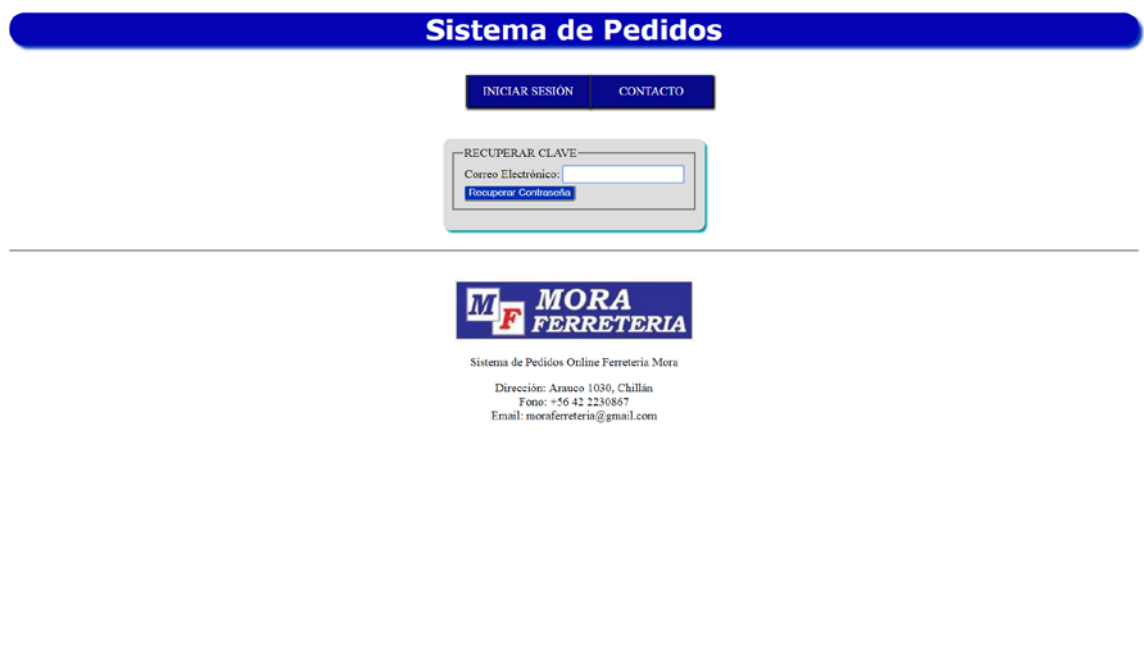 Sistema de Pedidos
INICIAR SESIÓN CONTACTO
RECUPERAR CLAVE
Correo Electrónico:
Recuperar Contraseña
MF MORA
FERRETERIA
Sistema de Pedidos Online Ferreteria Mora
Dirección: Arauco 1030, Chillán
Fono: +56 42 2230867
Email: moraferreteria@gmail.com